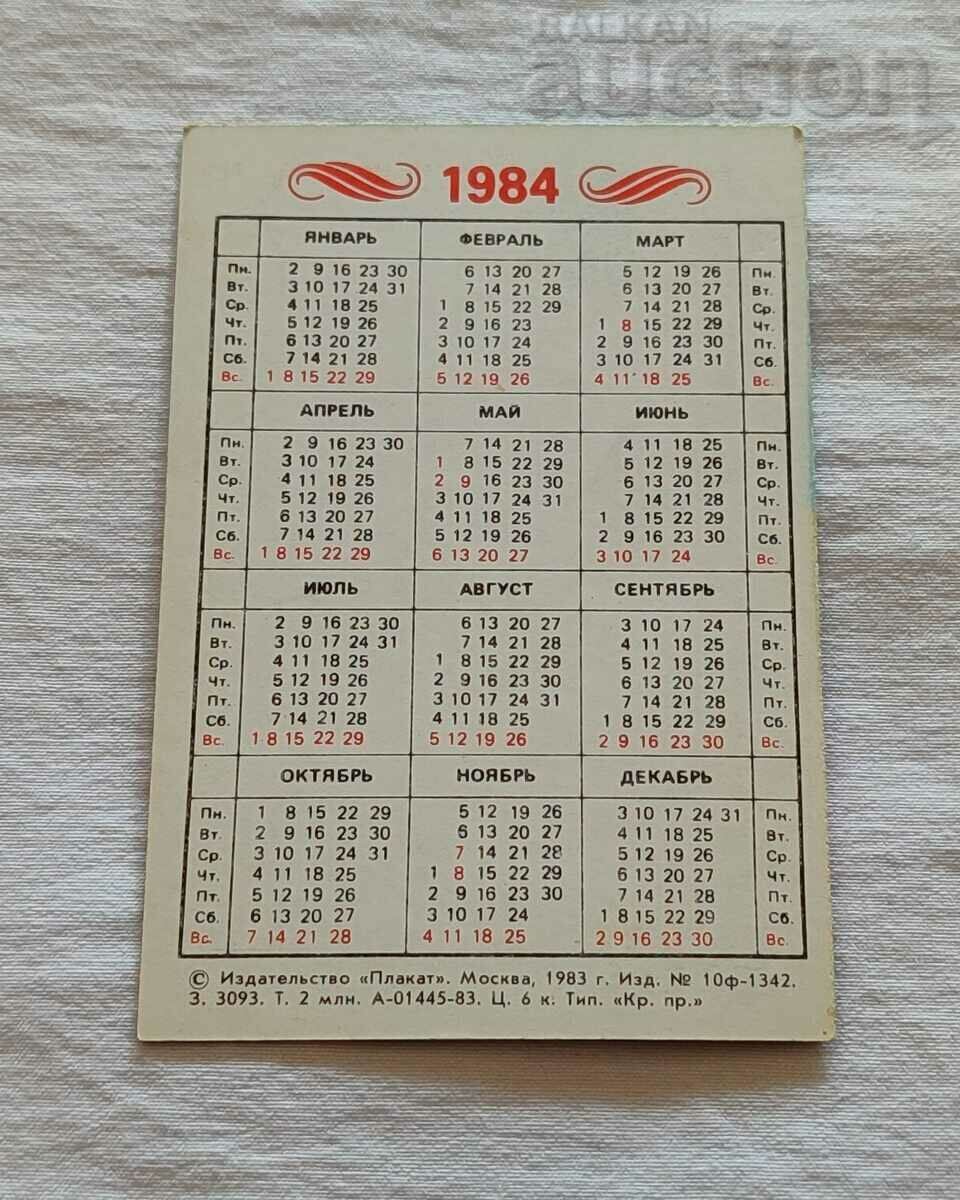 BALKAN
auction
1984
ЯНВАРЬ ФЕВРАЛЬ МАРТ
Пн. 2 9 16 23 30 6 13 20 27 5 12 19 26 Пн.
Вт. 3 10 17 24 31 7 14 21 28 6 13 20 27 Вт.
Ср. 4 11 18 25 1 8 15 22 29 7 14 21 28 Ср.
Чт. 5 12 19 26 2 9 16 23 1 8 15 22 29 Чт.
Пт. 6 13 20 27 3 10 17 24 2 9 16 23 30 Пт.
Сб. 7 14 21 28 4 11 18 25 3 10 17 24 31 Сб.
Вс. 1 8 15 22 29 5 12 19 26 4 11 18 25 Вс.
АПРЕЛЬ МАЙ ИЮНЬ
Пн. 2 9 16 23 30 7 14 21 28 4 11 18 25 Пн.
Вт. 3 10 17 24 1 8 15 22 29 5 12 19 26 Вт.
Ср. 4 11 18 25 2 9 16 23 30 6 13 20 27 Ср.
Чт. 5 12 19 26 3 10 17 24 31 7 14 21 28 Чт.
Пт. 6 13 20 27 4 11 18 25 1 8 15 22 29 Пт.
Сб. 7 14 21 28 5 12 19 26 2 9 16 23 30 Сб.
Вс. 1 8 15 22 29 6 13 20 27 3 10 17 24 Вс.
ИЮЛЬ АВГУСТ СЕНТЯБРЬ
Пн. 2 9 16 23 30 6 13 20 27 3 10 17 24 Пн.
Вт. 3 10 17 24 31 7 14 21 28 4 11 18 25 Вт.
Ср. 4 11 18 25 1 8 15 22 29 5 12 19 26 Ср.
Чт. 5 12 19 26 2 9 16 23 30 6 13 20 27 Чт.
Пт. 6 13 20 27 3 10 17 24 31 7 14 21 28 Пт.
Сб. 7 14 21 28 4 11 18 25 1 8 15 22 29 Сб.
Вс. 1 8 15 22 29 5 12 19 26 2 9 16 23 30 Вс.
ОКТЯБРЬ НОЯБРЬ ДЕКАБРЬ
Пн. 1 8 15 22 29 5 12 19 26 3 10 17 24 31 Пн.
Вт. 2 9 16 23 30 6 13 20 27 4 11 18 25 Вт.
Ср. 3 10 17 24 31 7 14 21 28 5 12 19 26 Ср.
Чт. 4 11 18 25 1 8 15 22 29 6 13 20 27 Чт.
Пт. 5 12 19 26 2 9 16 23 30 7 14 21 28 Пт.
Сб. 6 13 20 27 3 10 17 24 1 8 15 22 29 Сб.
Вс. 7 14 21 28 4 11 18 25 2 9 16 23 30 Вс.
© Издательство «Плакат». Москва, 1983 г. Изд. № 10ф-1342.
З. 3093. Т. 2 млн. А-01445-83. Ц. 6 к. Тип. «Кр. пр.»